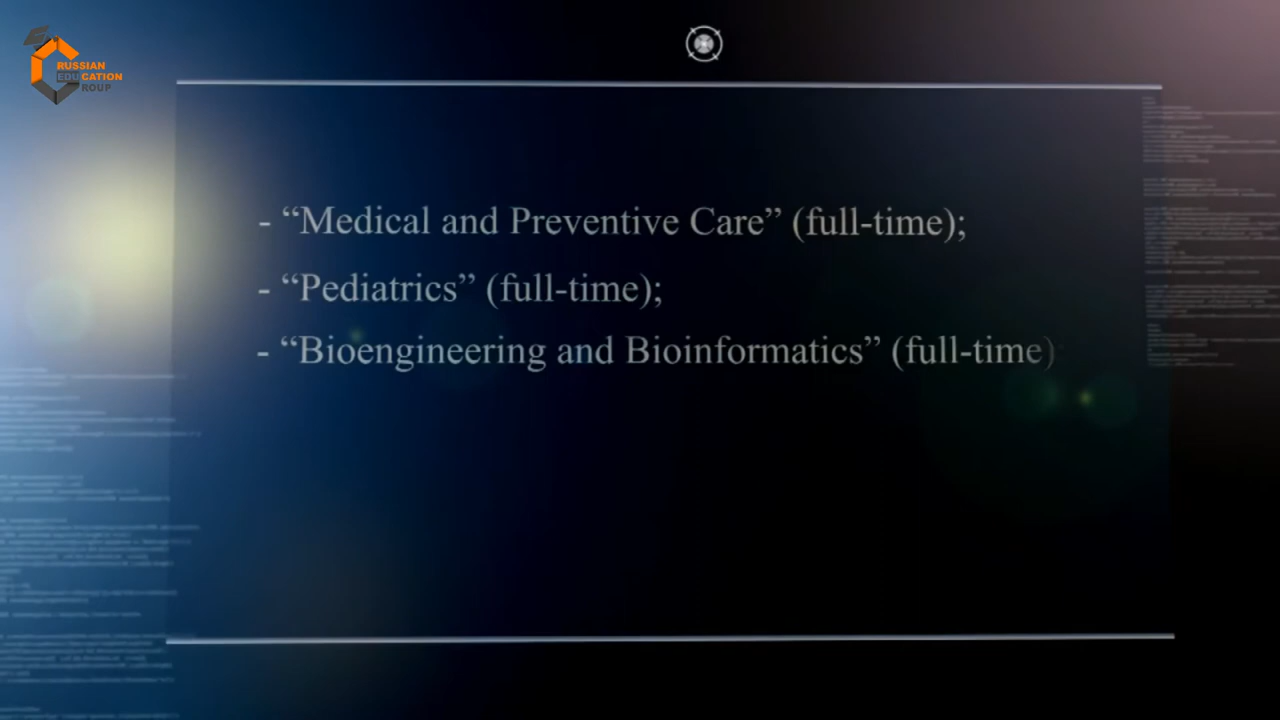 RUSSIAN
EDUCATION
ROUP
- “Medical and Preventive Care” (full-time);
- “Pediatrics” (full-time);
- “Bioengineering and Bioinformatics” (full-time)